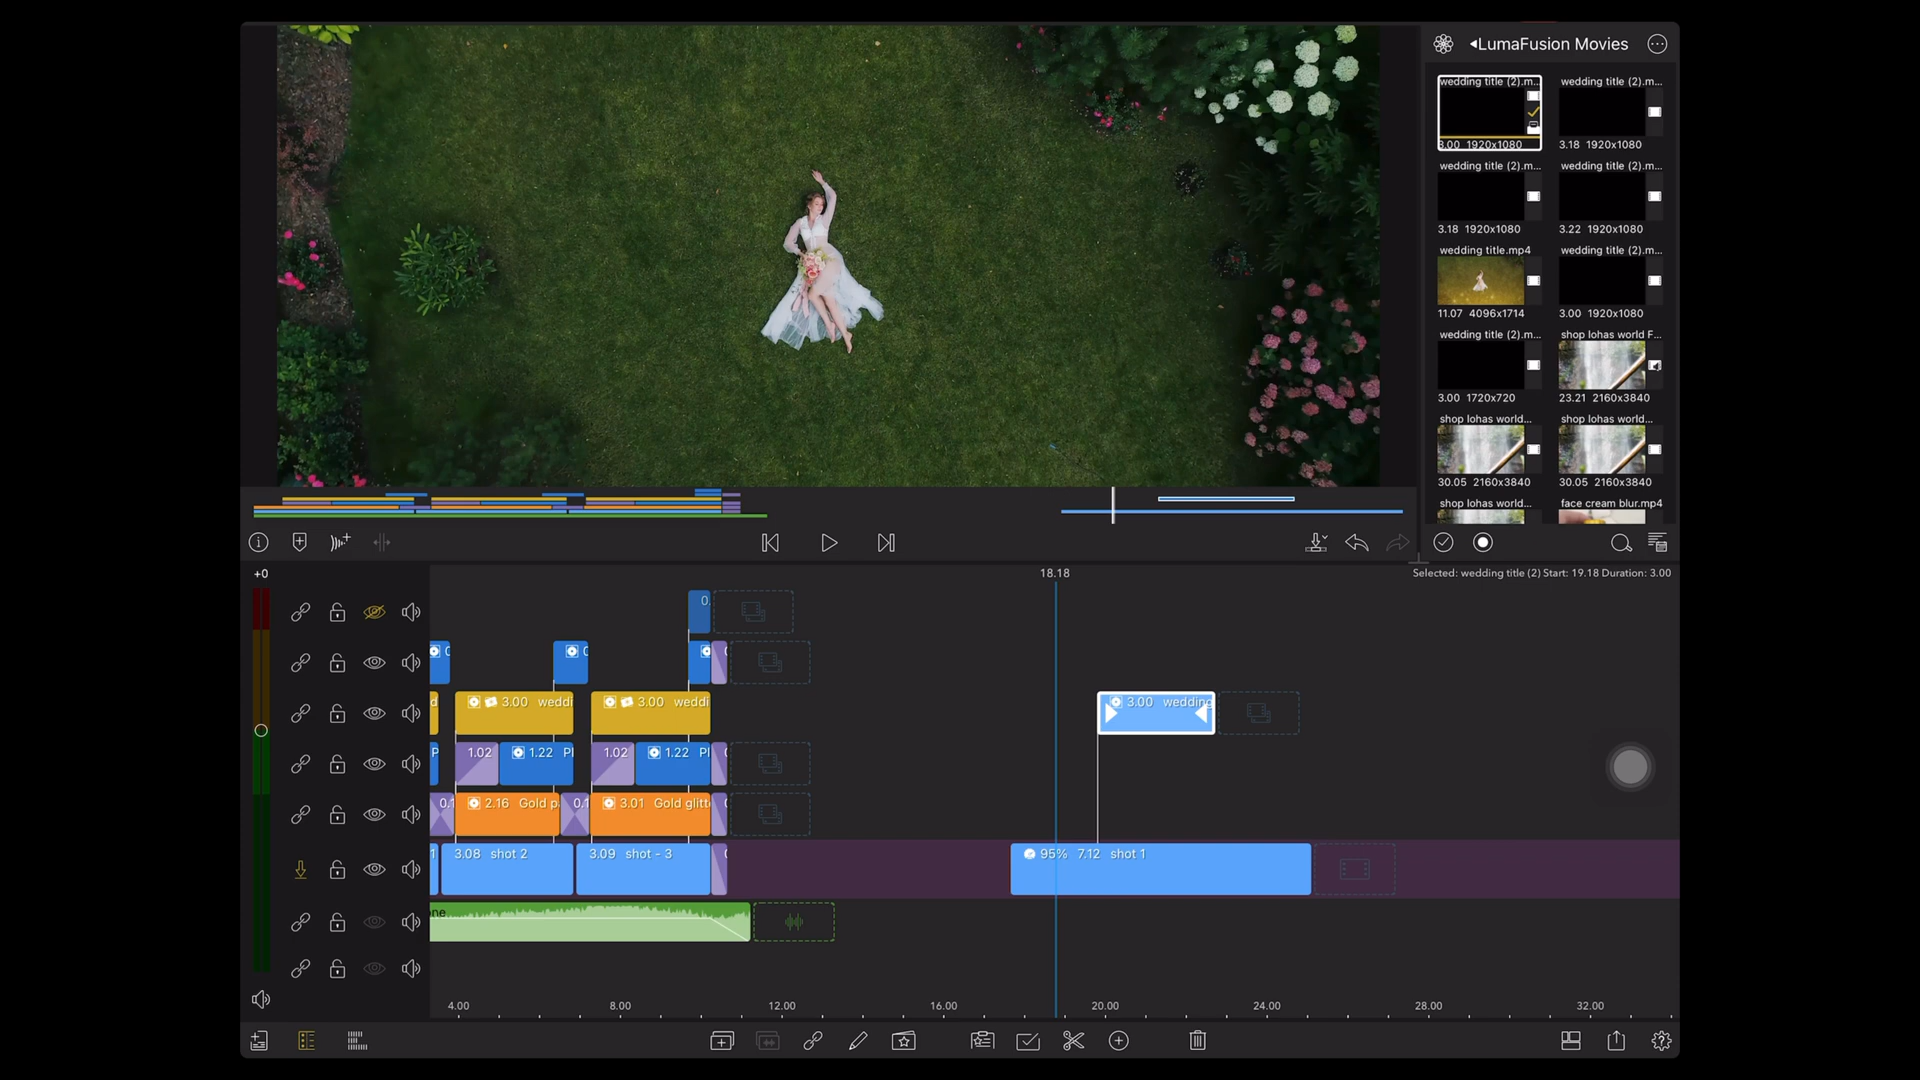 ◂LumaFusion Movies
wedding title (2).m...
wedding title (2).m...
3.00 1920x1080
3.18 1920x1080
wedding title (2).m...
wedding title (2).m...
3.18 1920x1080
3.22 1920x1080
wedding title.mp4
wedding title (2).m...
11.07 4096x1714
3.00 1920x1080
wedding title (2).m...
shop lohas world F...
3.00 1720x720
23.21 2160x3840
shop lohas world...
shop lohas world...
30.05 2160x3840
30.05 2160x3840
shop lohas world...
face cream blur.mp4
+0
18.18
Selected: wedding title (2) Start: 19.18 Duration: 3.00
0.
3.00 weddi
3.00 weddi
3.00 wedding
1.02
1.22 Pl
1.02
1.22 Pl
0.1
2.16 Gold p
0.1
3.01 Gold glitt
3.08 shot 2
3.09 shot - 3
95% 7.12 shot 1
one
4.00
8.00
12.00
16.00
20.00
24.00
28.00
32.00